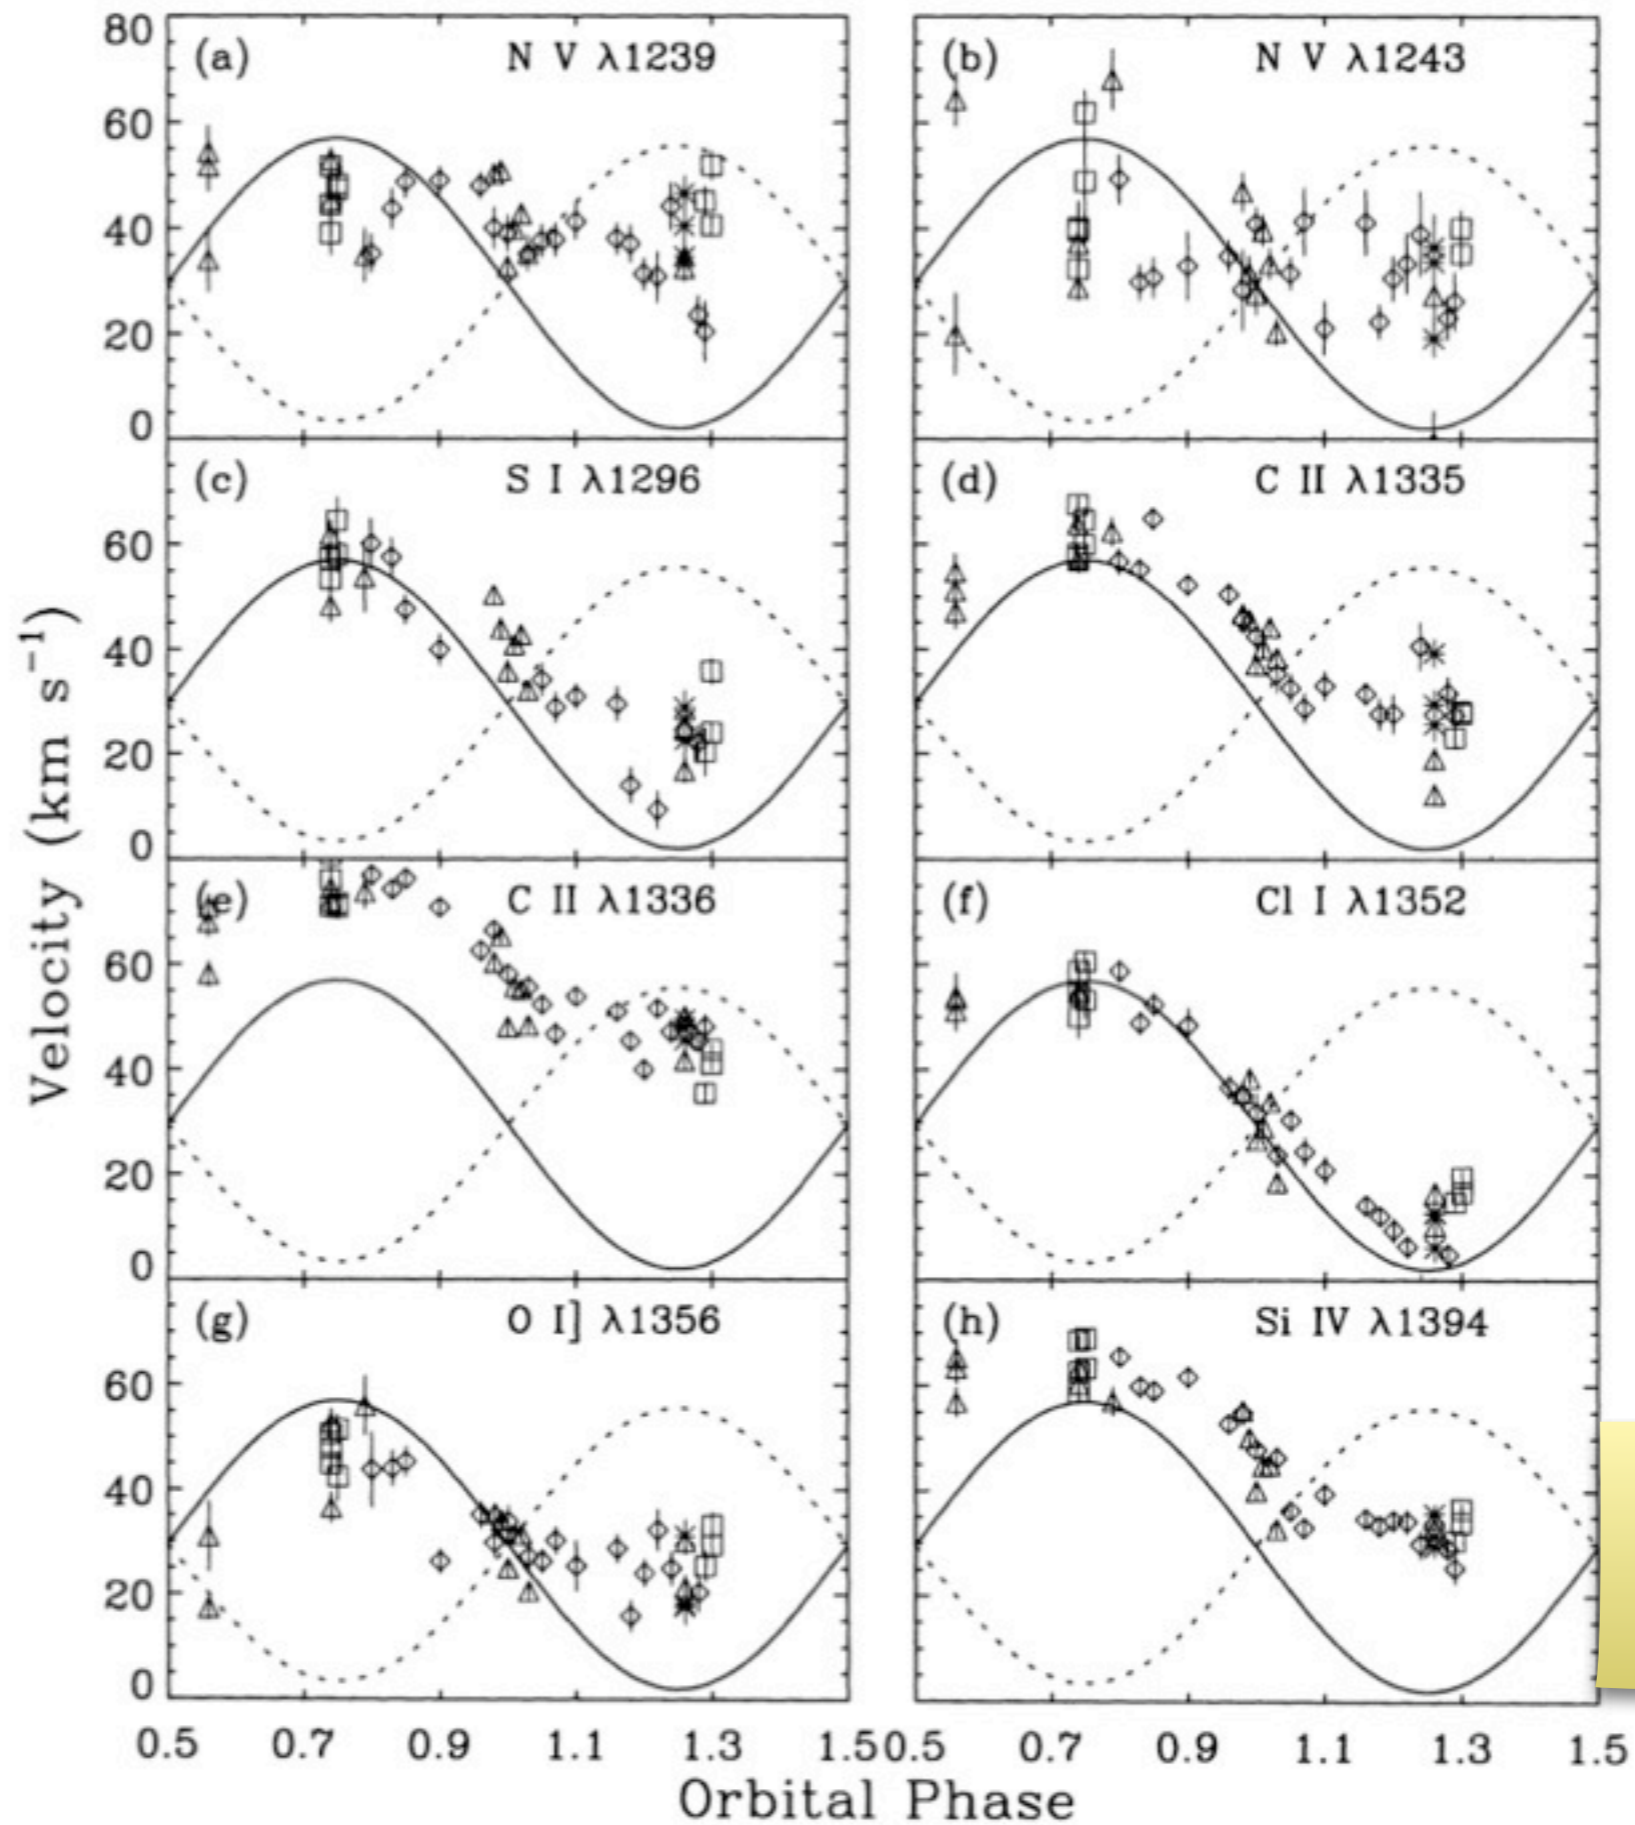 (a) N V λ1239
(b) N V λ1243
80
60
40
20
0
(c) S I λ1296
(d) C II λ1335
60
40
20
0
(e) C II λ1336
(f) Cl I λ1352
60
40
20
0
(g) O I] λ1356
(h) Si IV λ1394
60
40
20
0
Velocity (km s⁻¹)
0.5 0.7 0.9 1.1 1.3 1.5
0.5 0.7 0.9 1.1 1.3 1.5
Orbital Phase